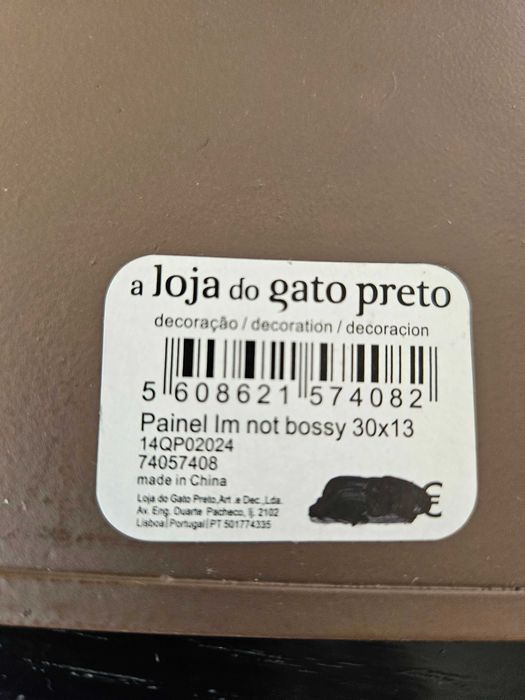 a loja do gato preto
decoração / decoration / decoracion
5 608621 574082
Painel Im not bossy 30x13
14QP02024
74057408
made in China
Loja do Gato Preto,Art .e Dec.,Lda.
Av. Eng. Duarte Pacheco, lj. 2102
Lisboa | Portugal | PT 501774335
€